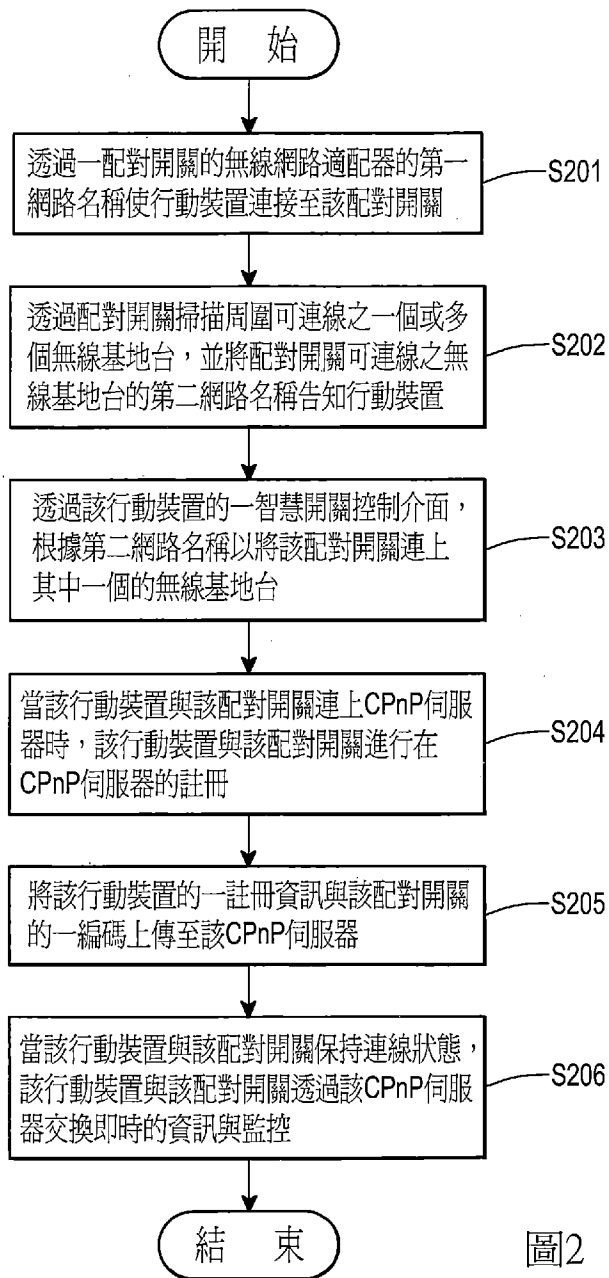 開 始
透過一配對開關的無線網路適配器的第一
網路名稱使行動裝置連接至該配對開關
S201
透過配對開關掃描周圍可連線之一個或多
個無線基地台，並將配對開關可連線之無
線基地台的第二網路名稱告知行動裝置
S202
透過該行動裝置的一智慧開關控制介面，
根據第二網路名稱以將該配對開關連上
其中一個的無線基地台
S203
當該行動裝置與該配對開關連上CPnP伺服
器時，該行動裝置與該配對開關進行在
CPnP伺服器的註冊
S204
將該行動裝置的一註冊資訊與該配對開關
的一編碼上傳至該CPnP伺服器
S205
當該行動裝置與該配對開關保持連線狀態，
該行動裝置與該配對開關透過該CPnP伺服
器交換即時的資訊與監控
S206
結 束
圖2